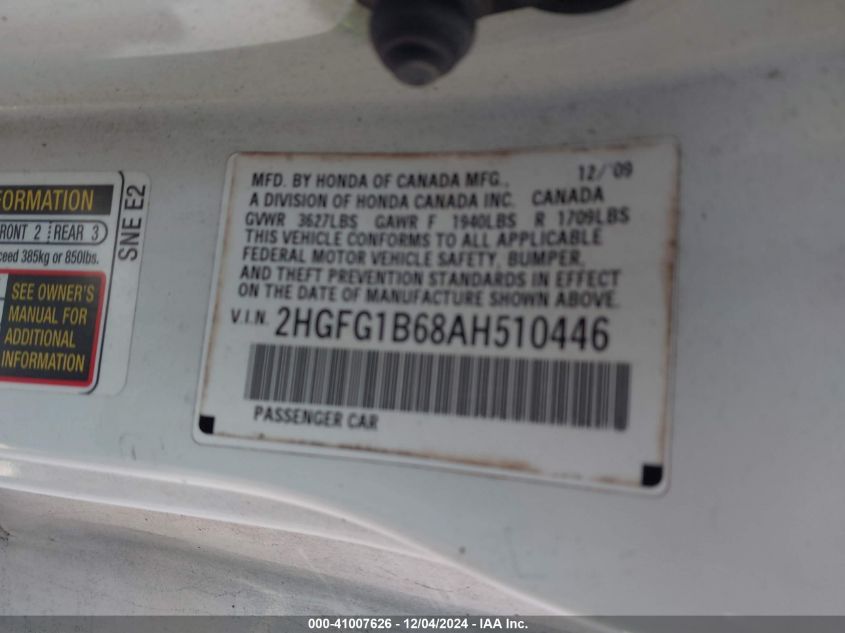 FORMATION
RONT 2 REAR 3
ceed 385kg or 850lbs.
SEE OWNER'S
MANUAL FOR
ADDITIONAL
INFORMATION
SNE E2
12/'09
MFD. BY HONDA OF CANADA MFG.,
A DIVISION OF HONDA CANADA INC. CANADA
GVWR 3627LBS GAWR F 1940LBS R 1709LBS
THIS VEHICLE CONFORMS TO ALL APPLICABLE
FEDERAL MOTOR VEHICLE SAFETY, BUMPER,
AND THEFT PREVENTION STANDARDS IN EFFECT
ON THE DATE OF MANUFACTURE SHOWN ABOVE.
V.I.N. 2HGFG1B68AH510446
PASSENGER CAR
000-41007626 - 12/04/2024 - IAA Inc.